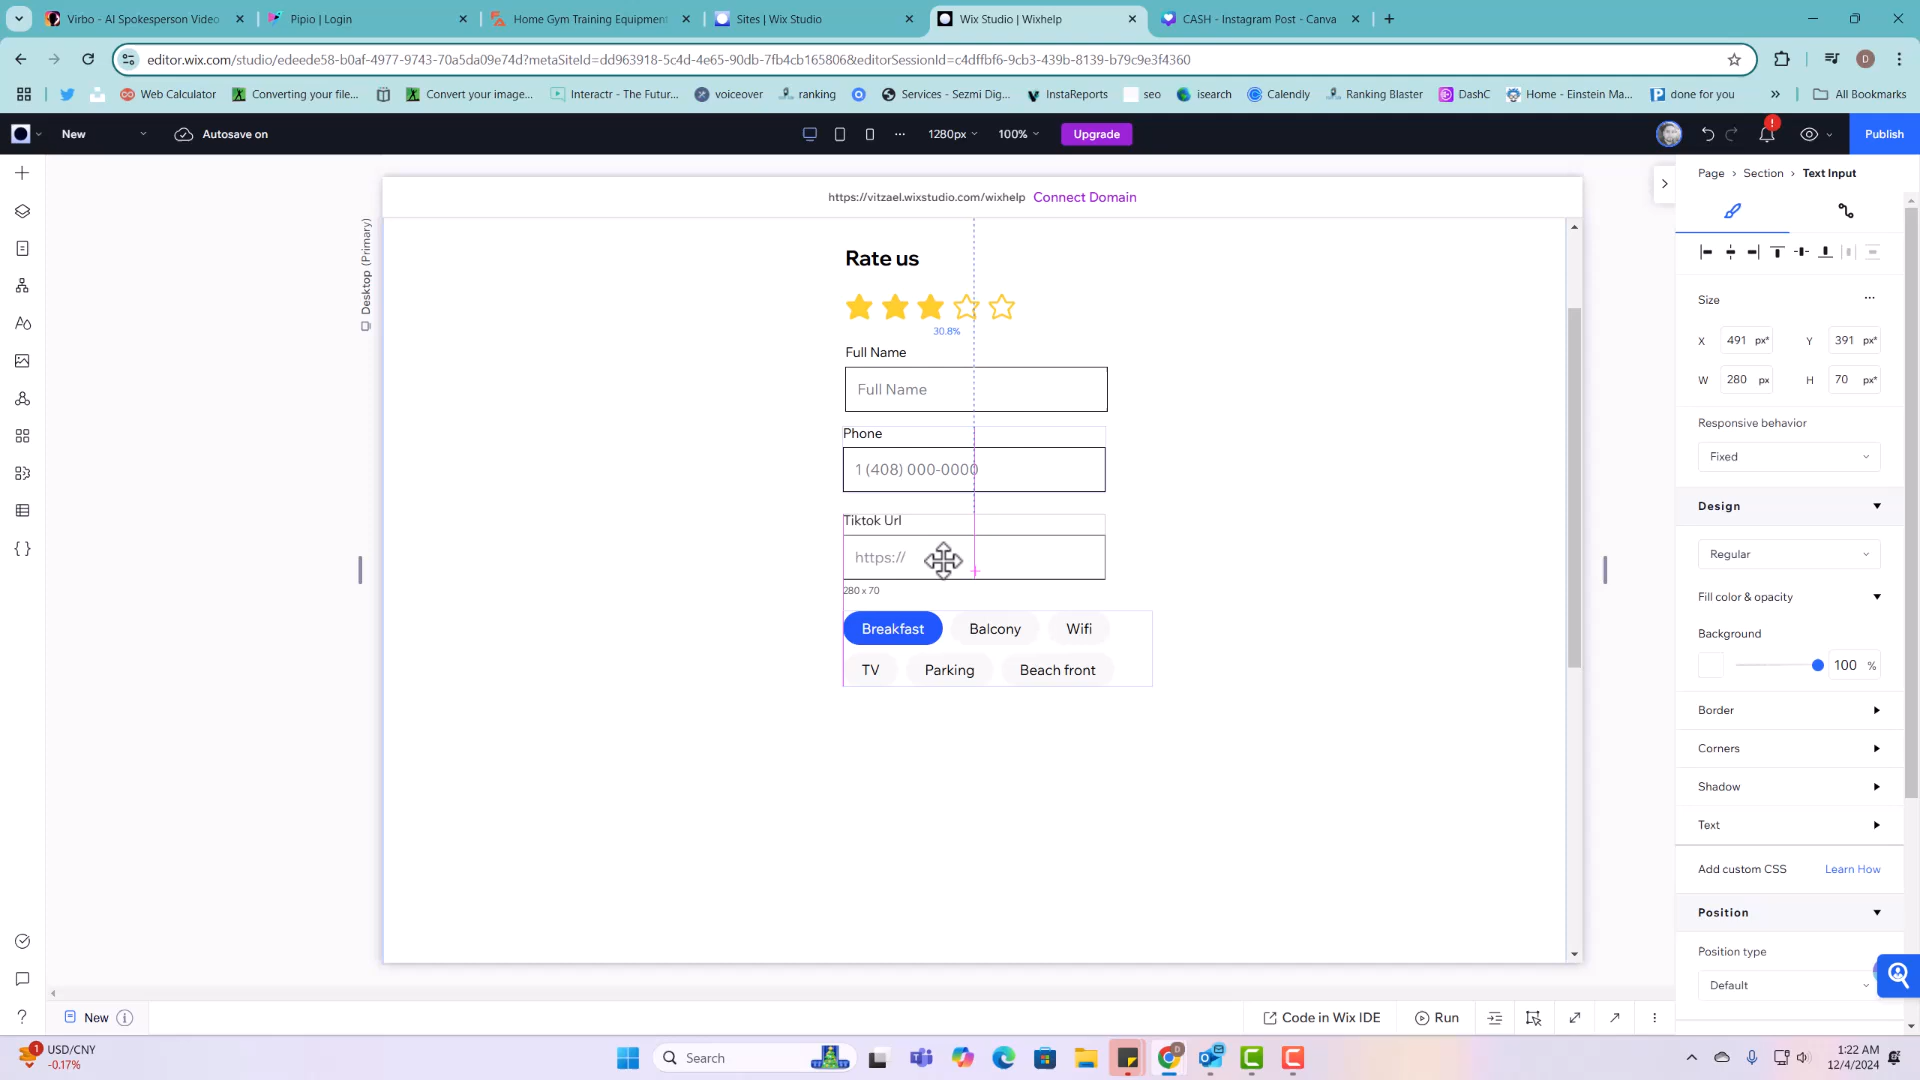 Virbo - AI Spokesperson Video
Pipio | Login
Home Gym Training Equipment
Sites | Wix Studio
Wix Studio | Wixhelp
CASH - Instagram Post - Canva
editor.wix.com/studio/edeede58-b0af-4977-9743-70a5da09e74d?metaSiteId=dd963918-5c4d-4e65-90db-7fb4cb165806&editorSessionId=c4dffbf6-9cb3-439b-8139-b79c9e3f4360
D
Web Calculator
Converting your file...
Convert your image...
Interactr - The Futur...
voiceover
ranking
Services - Sezmi Dig...
InstaReports
seo
isearch
Calendly
Ranking Blaster
DashC
Home - Einstein Ma...
done for you
All Bookmarks
New
Autosave on
1280px
100%
Upgrade
Publish
https://vitzael.wixstudio.com/wixhelp Connect Domain
Desktop (Primary)
Rate us
30.8%
Full Name
Full Name
Phone
1 (408) 000-0000
Tiktok Url
https://
280 x 70
Breakfast Balcony Wifi
TV Parking Beach front
Page > Section > Text Input
Size
X 491 px* Y 391 px*
W 280 px H 70 px*
Responsive behavior
Fixed
Design
Regular
Fill color & opacity
Background
100 %
Border
Corners
Shadow
Text
Add custom CSS Learn How
Position
Position type
Default
New
Code in Wix IDE
Run
1
USD/CNY
-0.17%
Search
D
1:22 AM
12/4/2024